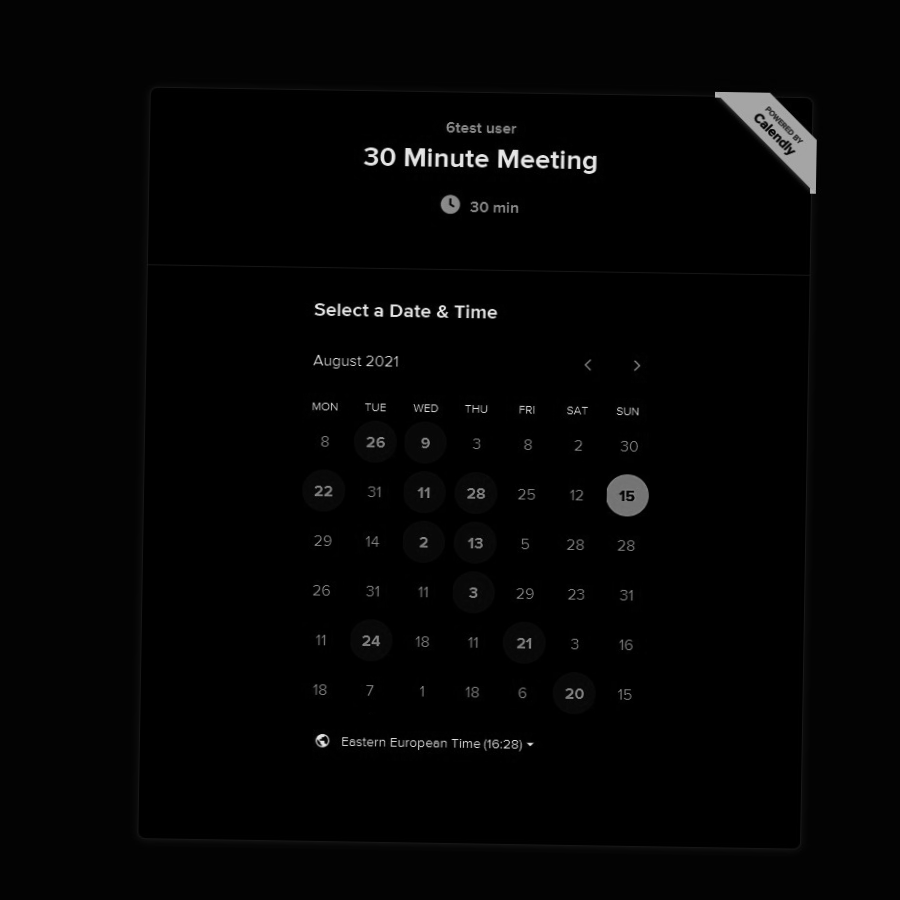 POWERED BY
Calendly
6test user
30 Minute Meeting
30 min
Select a Date & Time
August 2021
MON TUE WED THU FRI SAT SUN
8 26 9 3 8 2 30
22 31 11 28 25 12 15
29 14 2 13 5 28 28
26 31 11 3 29 23 31
11 24 18 11 21 3 16
18 7 1 18 6 20 15
Eastern European Time (16:28)